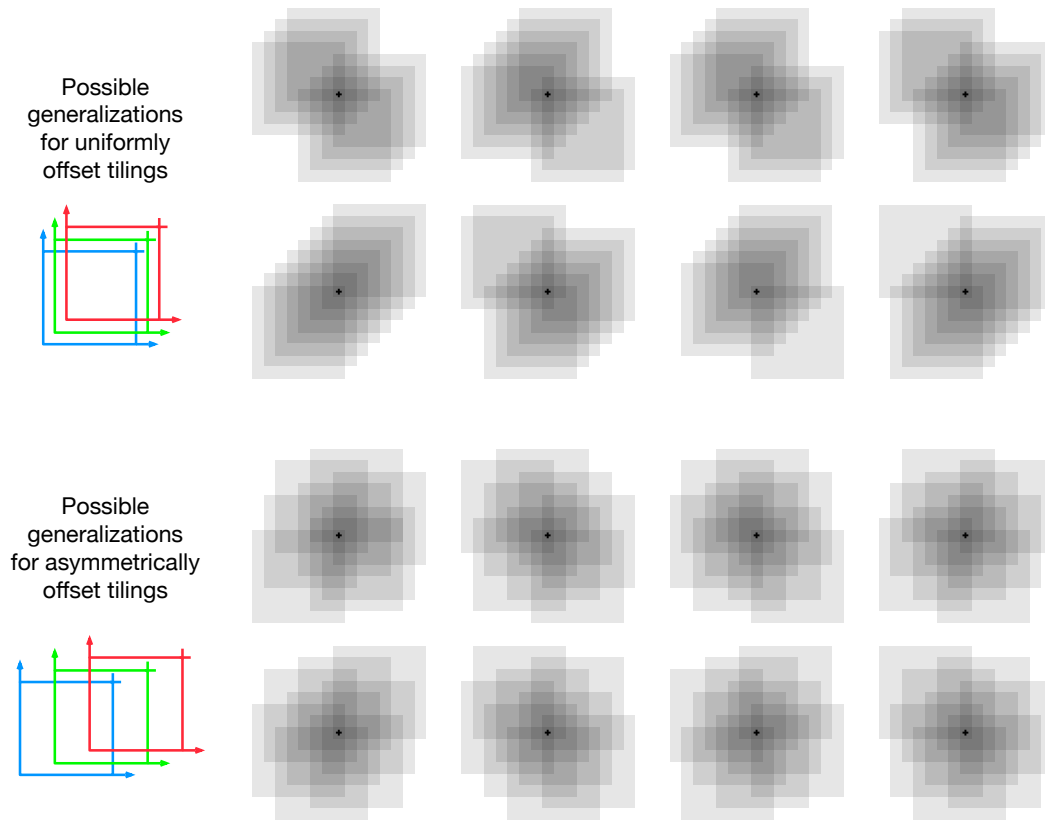 Possible
generalizations
for uniformly
offset tilings
Possible
generalizations
for asymmetrically
offset tilings